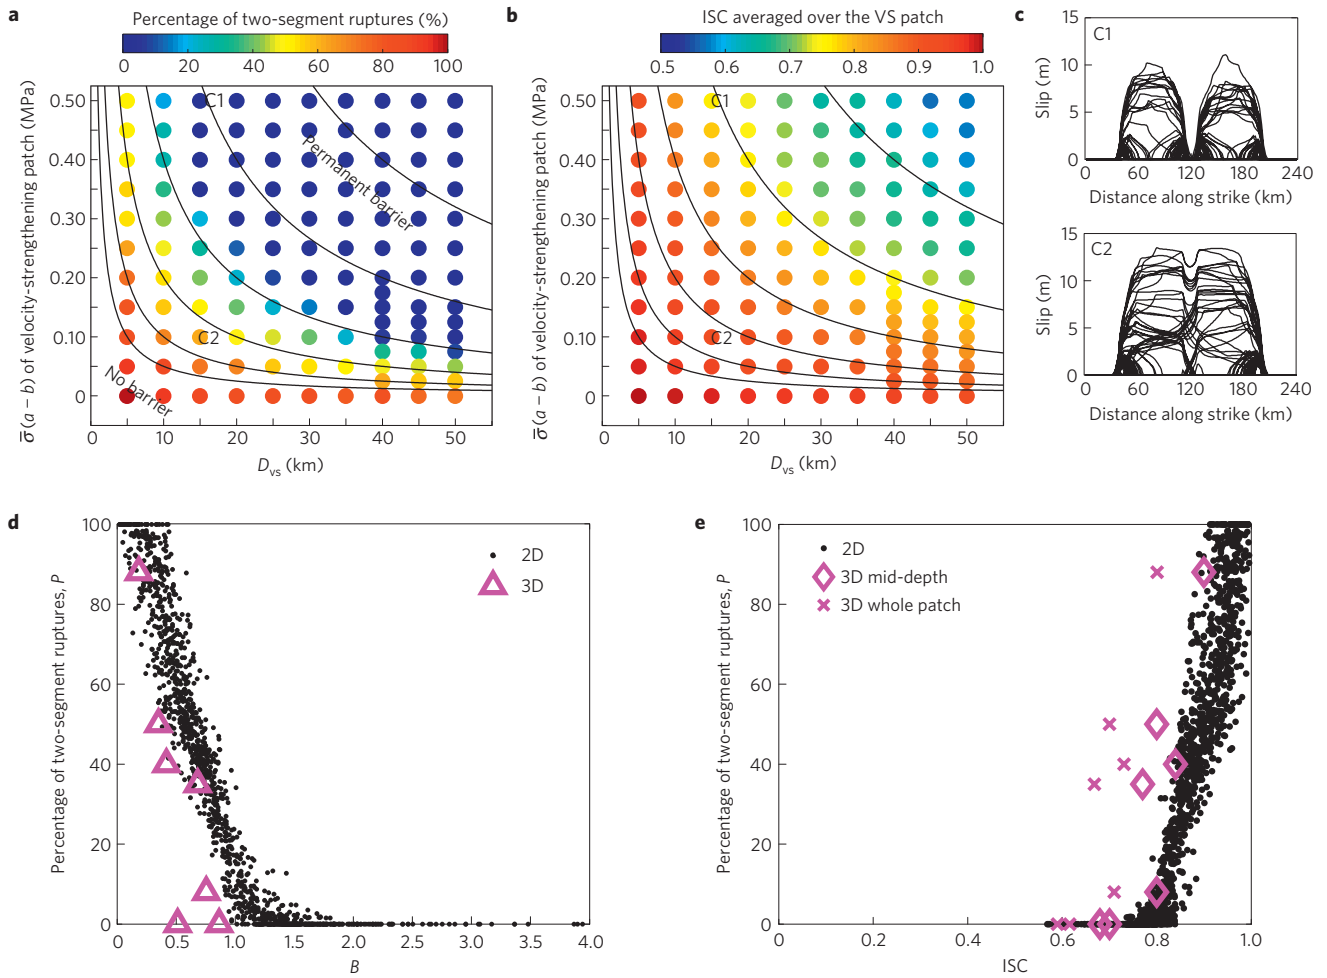 a
Percentage of two-segment ruptures (%)
0 20 40 60 80 100
σ̅(a − b) of velocity-strengthening patch (MPa)
0.50
0.40
0.30
0.20
0.10
0
C1
Permanent barrier
C2
No barrier
0 10 20 30 40 50
Dvs (km)
b
ISC averaged over the VS patch
0.5 0.6 0.7 0.8 0.9 1.0
σ̅(a − b) of velocity-strengthening patch (MPa)
0.50
0.40
0.30
0.20
0.10
0
C1
C2
0 10 20 30 40 50
Dvs (km)
c
C1
Slip (m)
15
10
5
0
0 60 120 180 240
Distance along strike (km)
C2
Slip (m)
15
10
5
0
0 60 120 180 240
Distance along strike (km)
d
Percentage of two-segment ruptures, P
100
80
60
40
20
0
2D
3D
0 0.5 1.0 1.5 2.0 2.5 3.0 3.5 4.0
B
e
Percentage of two-segment ruptures, P
100
80
60
40
20
0
2D
3D mid-depth
3D whole patch
0 0.2 0.4 0.6 0.8 1.0
ISC